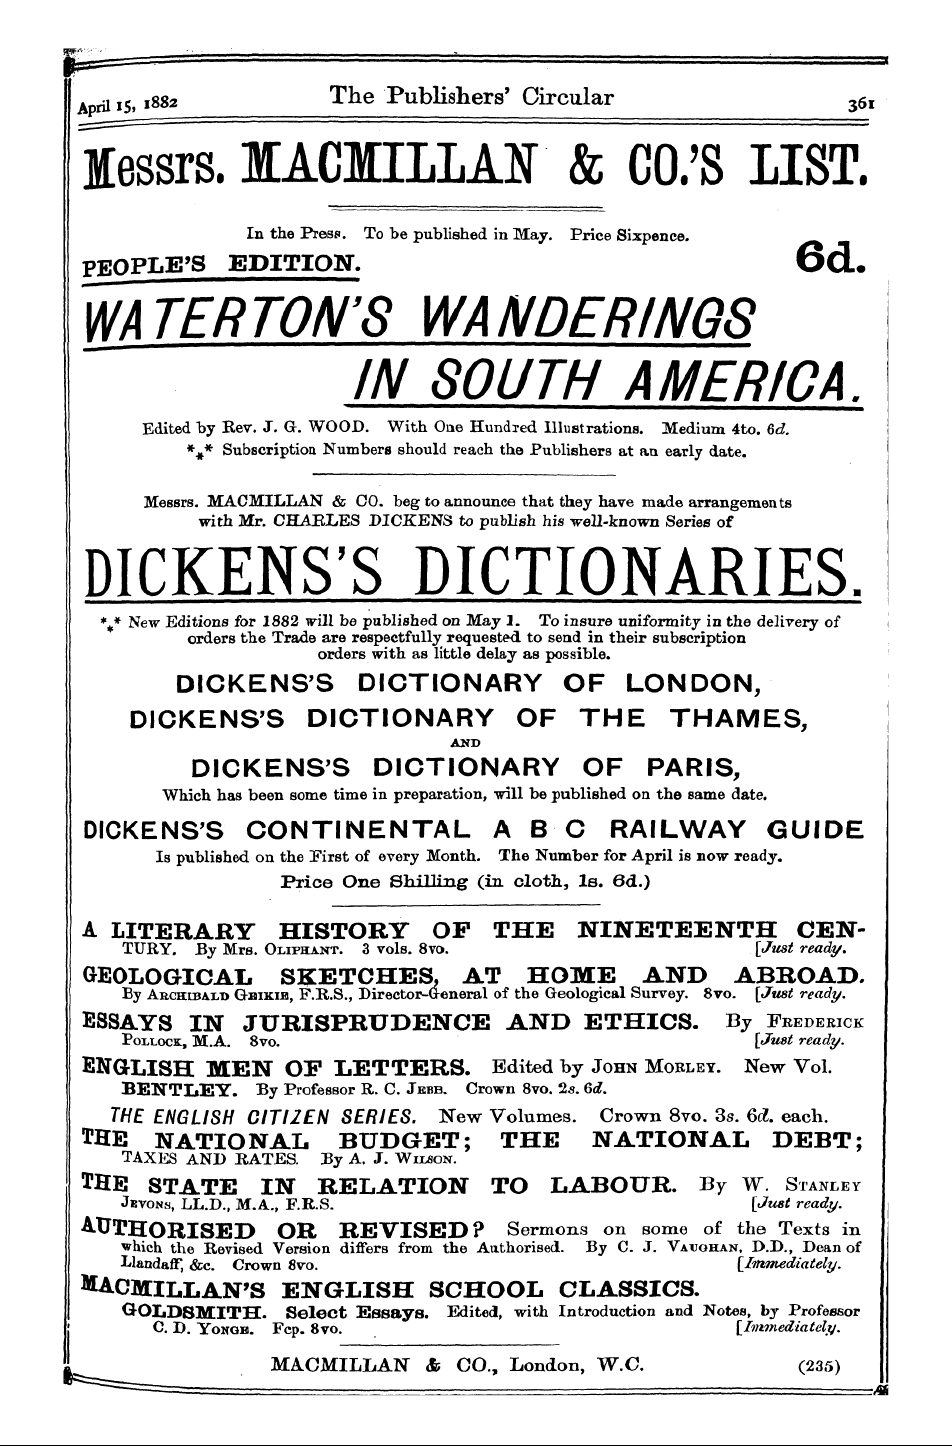 April 15, 1882 The Publishers' Circular 361
Messrs. MACMILLAN & CO.'S LIST.
In the Press. To be published in May. Price Sixpence.
PEOPLE'S EDITION. 6d.
WATERTON'S WANDERINGS
IN SOUTH AMERICA.
Edited by Rev. J. G. WOOD. With One Hundred Illustrations. Medium 4to. 6d.
*** Subscription Numbers should reach the Publishers at an early date.
Messrs. MACMILLAN & CO. beg to announce that they have made arrangements
with Mr. CHARLES DICKENS to publish his well-known Series of
DICKENS'S DICTIONARIES.
*** New Editions for 1882 will be published on May 1. To insure uniformity in the delivery of
orders the Trade are respectfully requested to send in their subscription
orders with as little delay as possible.
DICKENS'S DICTIONARY OF LONDON,
DICKENS'S DICTIONARY OF THE THAMES,
AND
DICKENS'S DICTIONARY OF PARIS,
Which has been some time in preparation, will be published on the same date.
DICKENS'S CONTINENTAL A B C RAILWAY GUIDE
Is published on the First of every Month. The Number for April is now ready.
Price One Shilling (in cloth, 1s. 6d.)
A LITERARY HISTORY OF THE NINETEENTH CEN-
TURY. By Mrs. OLIPHANT. 3 vols. 8vo. [Just ready.
GEOLOGICAL SKETCHES, AT HOME AND ABROAD.
By ARCHIBALD GEIKIE, F.R.S., Director-General of the Geological Survey. 8vo. [Just ready.
ESSAYS IN JURISPRUDENCE AND ETHICS. By FREDERICK
POLLOCK, M.A. 8vo. [Just ready.
ENGLISH MEN OF LETTERS. Edited by JOHN MORLEY. New Vol.
BENTLEY. By Professor R. C. JEBB. Crown 8vo. 2s. 6d.
THE ENGLISH CITIZEN SERIES. New Volumes. Crown 8vo. 3s. 6d. each.
THE NATIONAL BUDGET; THE NATIONAL DEBT;
TAXES AND RATES. By A. J. WILSON.
THE STATE IN RELATION TO LABOUR. By W. STANLEY
JEVONS, LL.D., M.A., F.R.S. [Just ready.
AUTHORISED OR REVISED? Sermons on some of the Texts in
which the Revised Version differs from the Authorised. By C. J. VAUGHAN, D.D., Dean of
Llandaff, &c. Crown 8vo. [Immediately.
MACMILLAN'S ENGLISH SCHOOL CLASSICS.
GOLDSMITH. Select Essays. Edited, with Introduction and Notes, by Professor
C. D. YONGE. Fcp. 8vo. [Immediately.
MACMILLAN & CO., London, W.C. (235)